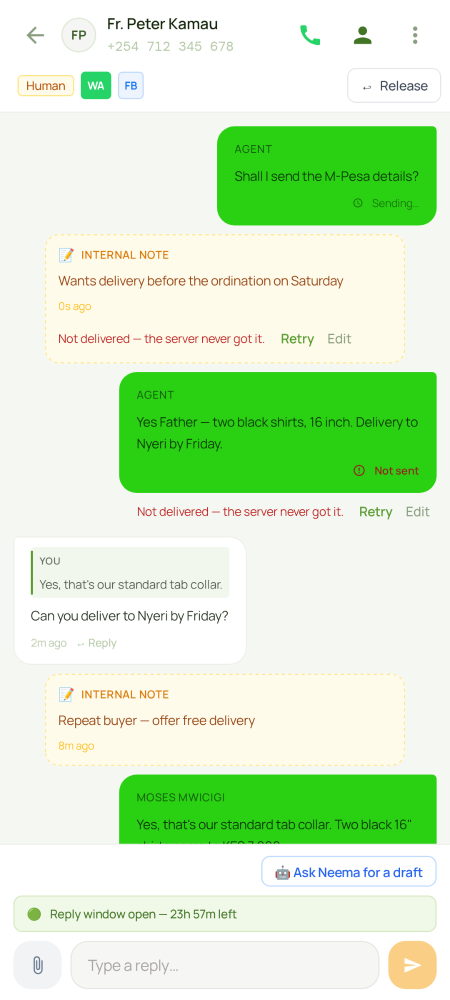 FP
Fr. Peter Kamau
+254 712 345 678
Human
WA
FB
Release
AGENT
Shall I send the M-Pesa details?
Sending…
INTERNAL NOTE
Wants delivery before the ordination on Saturday
0s ago
Not delivered — the server never got it. Retry Edit
AGENT
Yes Father — two black shirts, 16 inch. Delivery to
Nyeri by Friday.
Not sent
Not delivered — the server never got it. Retry Edit
YOU
Yes, that's our standard tab collar.
Can you deliver to Nyeri by Friday?
2m ago Reply
INTERNAL NOTE
Repeat buyer — offer free delivery
8m ago
MOSES MWICIGI
Yes, that's our standard tab collar. Two black 16"
Ask Neema for a draft
Reply window open — 23h 57m left
Type a reply…